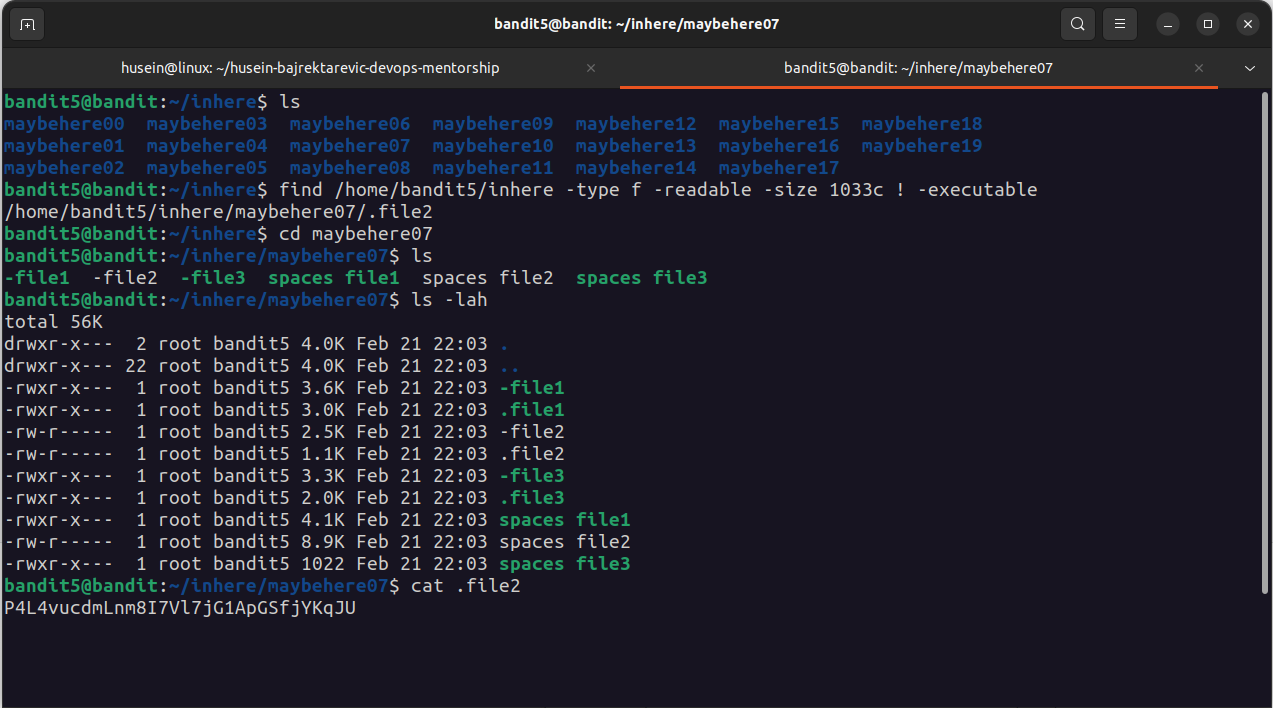 bandit5@bandit: ~/inhere/maybehere07
husein@linux: ~/husein-bajrektarevic-devops-mentorship
bandit5@bandit: ~/inhere/maybehere07
bandit5@bandit:~/inhere$ ls
maybehere00  maybehere03  maybehere06  maybehere09  maybehere12  maybehere15  maybehere18
maybehere01  maybehere04  maybehere07  maybehere10  maybehere13  maybehere16  maybehere19
maybehere02  maybehere05  maybehere08  maybehere11  maybehere14  maybehere17
bandit5@bandit:~/inhere$ find /home/bandit5/inhere -type f -readable -size 1033c ! -executable
/home/bandit5/inhere/maybehere07/.file2
bandit5@bandit:~/inhere$ cd maybehere07
bandit5@bandit:~/inhere/maybehere07$ ls
-file1  -file2  -file3  spaces file1  spaces file2  spaces file3
bandit5@bandit:~/inhere/maybehere07$ ls -lah
total 56K
drwxr-x---  2 root bandit5 4.0K Feb 21 22:03 .
drwxr-x--- 22 root bandit5 4.0K Feb 21 22:03 ..
-rwxr-x---  1 root bandit5 3.6K Feb 21 22:03 -file1
-rwxr-x---  1 root bandit5 3.0K Feb 21 22:03 .file1
-rw-r-----  1 root bandit5 2.5K Feb 21 22:03 -file2
-rw-r-----  1 root bandit5 1.1K Feb 21 22:03 .file2
-rwxr-x---  1 root bandit5 3.3K Feb 21 22:03 -file3
-rwxr-x---  1 root bandit5 2.0K Feb 21 22:03 .file3
-rwxr-x---  1 root bandit5 4.1K Feb 21 22:03 spaces file1
-rw-r-----  1 root bandit5 8.9K Feb 21 22:03 spaces file2
-rwxr-x---  1 root bandit5 1022 Feb 21 22:03 spaces file3
bandit5@bandit:~/inhere/maybehere07$ cat .file2
P4L4vucdmLnm8I7Vl7jG1ApGSfjYKqJU